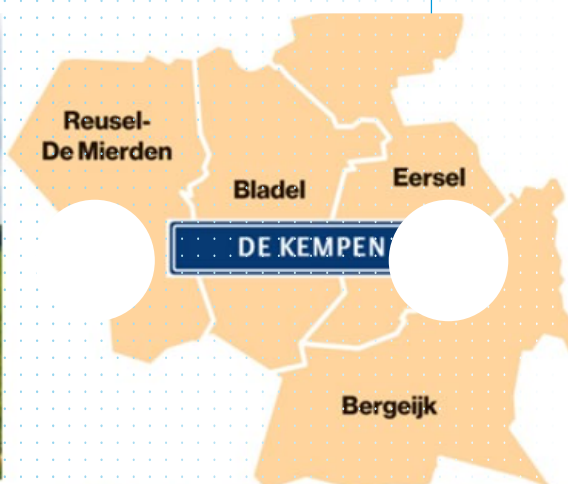 Reusel-
De Mierden
Bladel
Eersel
DE KEMPEN
Bergeijk